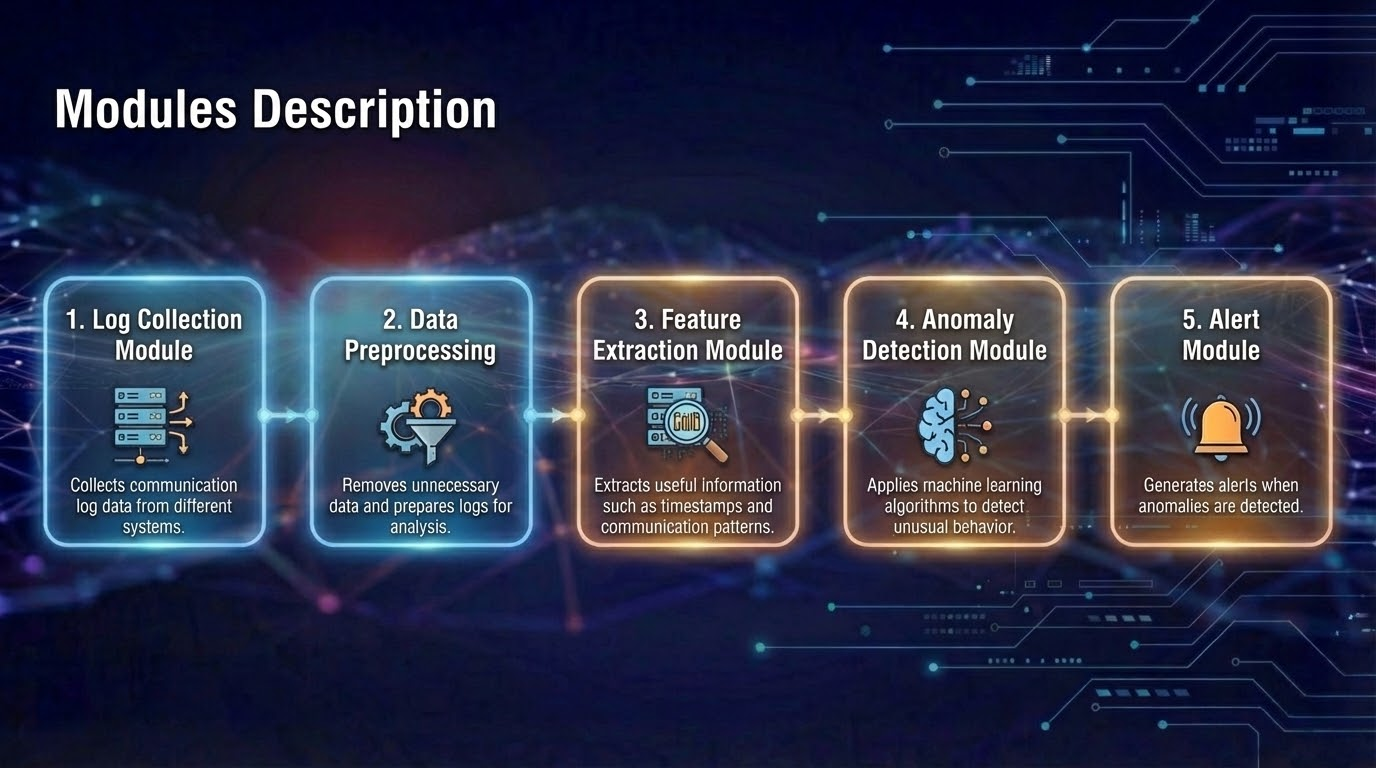 Modules Description
1. Log Collection
Module
Collects communication
log data from different
systems.
2. Data
Preprocessing
Removes unnecessary
data and prepares logs for
analysis.
3. Feature
Extraction Module
Extracts useful information
such as timestamps and
communication patterns.
4. Anomaly
Detection Module
Applies machine learning
algorithms to detect
unusual behavior.
5. Alert
Module
Generates alerts when
anomalies are detected.